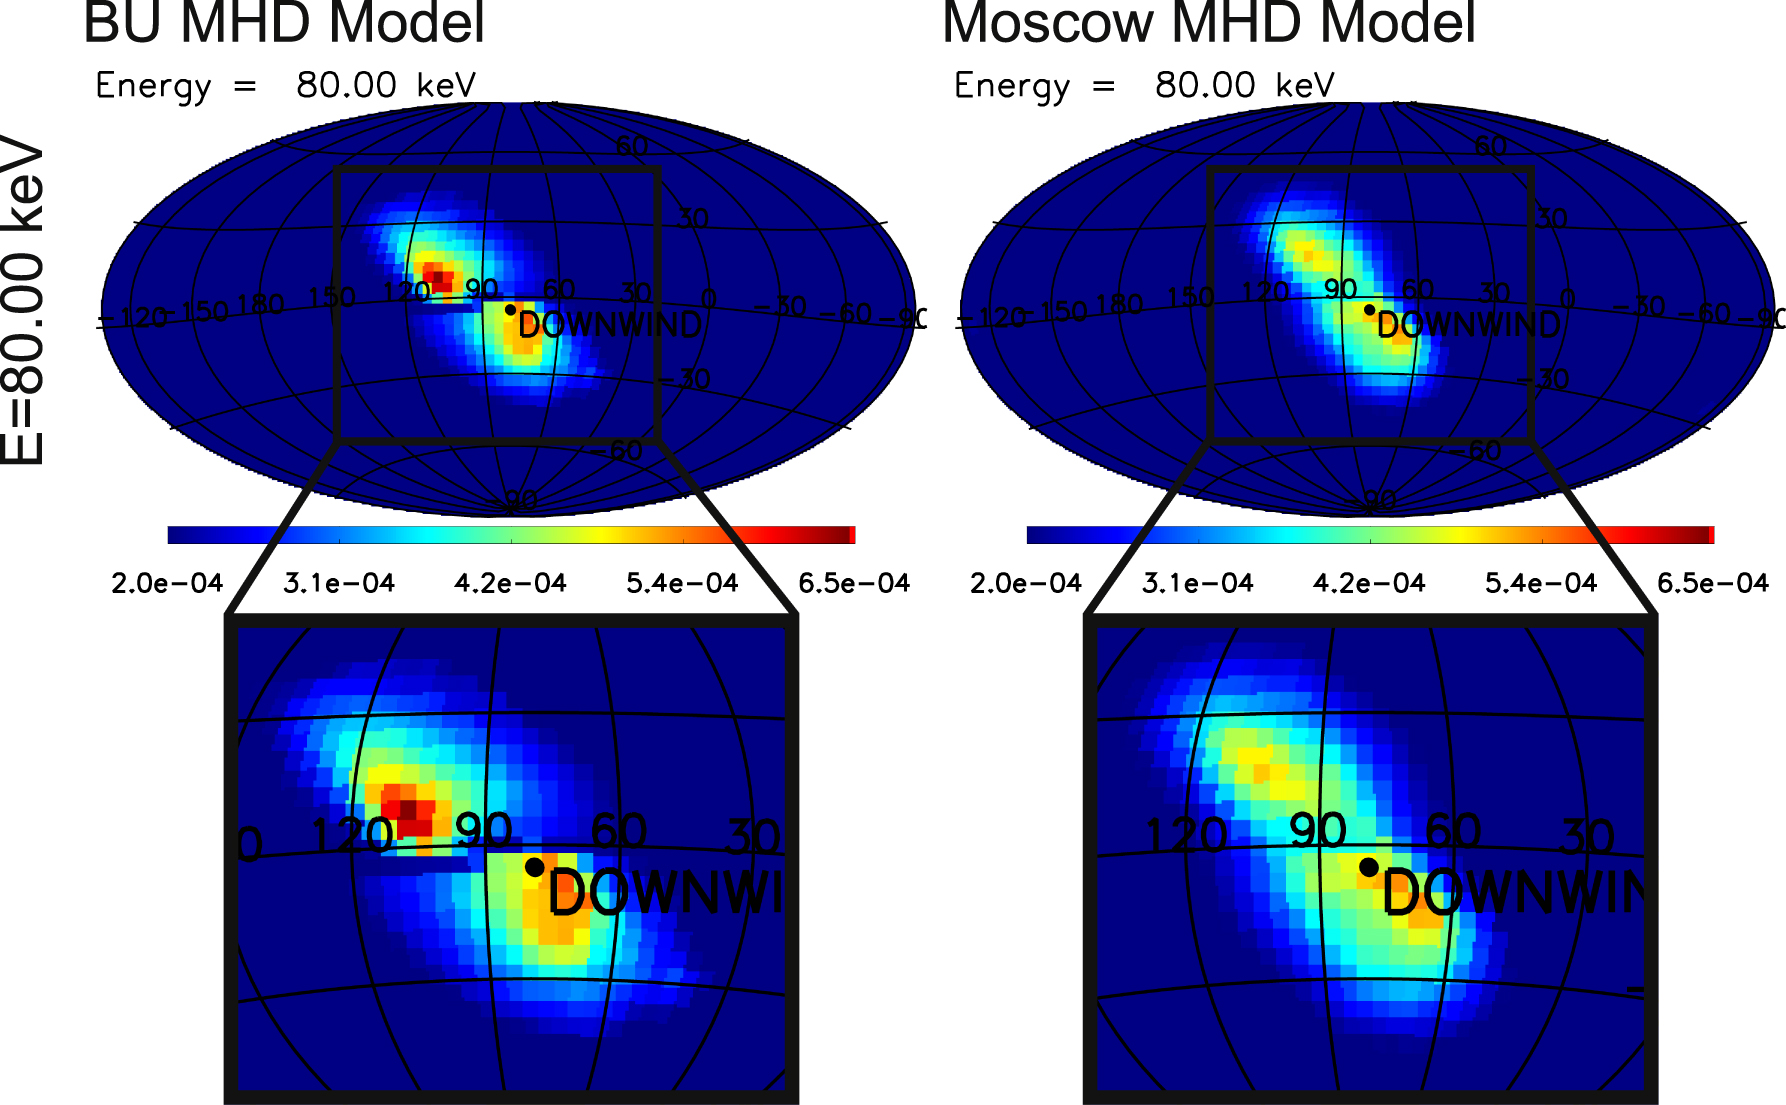 BU MHD Model
Moscow MHD Model
Energy = 80.00 keV
Energy = 80.00 keV
E=80.00 keV
60
30
-120 -150 180 150 120 90 60 30 0 -30 -60 -90
DOWNWIND
-30
-60
-90
60
30
-120 -150 180 150 120 90 60 30 0 -30 -60 -90
DOWNWIND
-30
-60
-90
2.0e-04 3.1e-04 4.2e-04 5.4e-04 6.5e-04
2.0e-04 3.1e-04 4.2e-04 5.4e-04 6.5e-04
0 120 90 60 30
DOWNWI
120 90 60 30
DOWNWIN